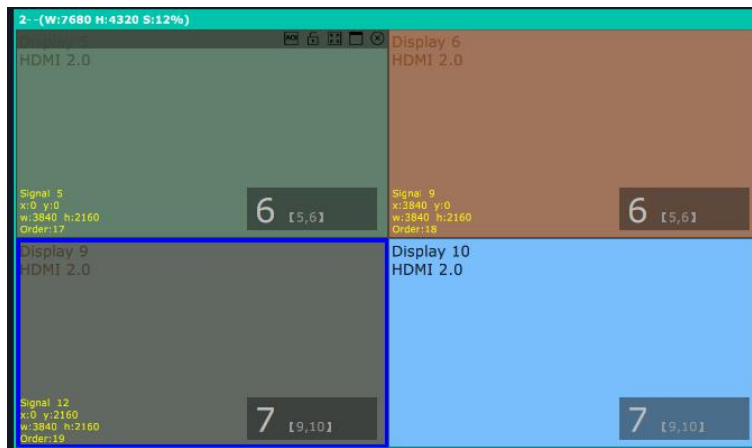 2--(W:7680 H:4320 S:12%)
Display 5
HDMI 2.0
AOI
Signal 5
x:0 y:0
w:3840 h:2160
Order:17
6 【5,6】
Display 6
HDMI 2.0
Signal 9
x:3840 y:0
w:3840 h:2160
Order:18
6 【5,6】
Display 9
HDMI 2.0
Signal 12
x:0 y:2160
w:3840 h:2160
Order:19
7 【9,10】
Display 10
HDMI 2.0
7 【9,10】